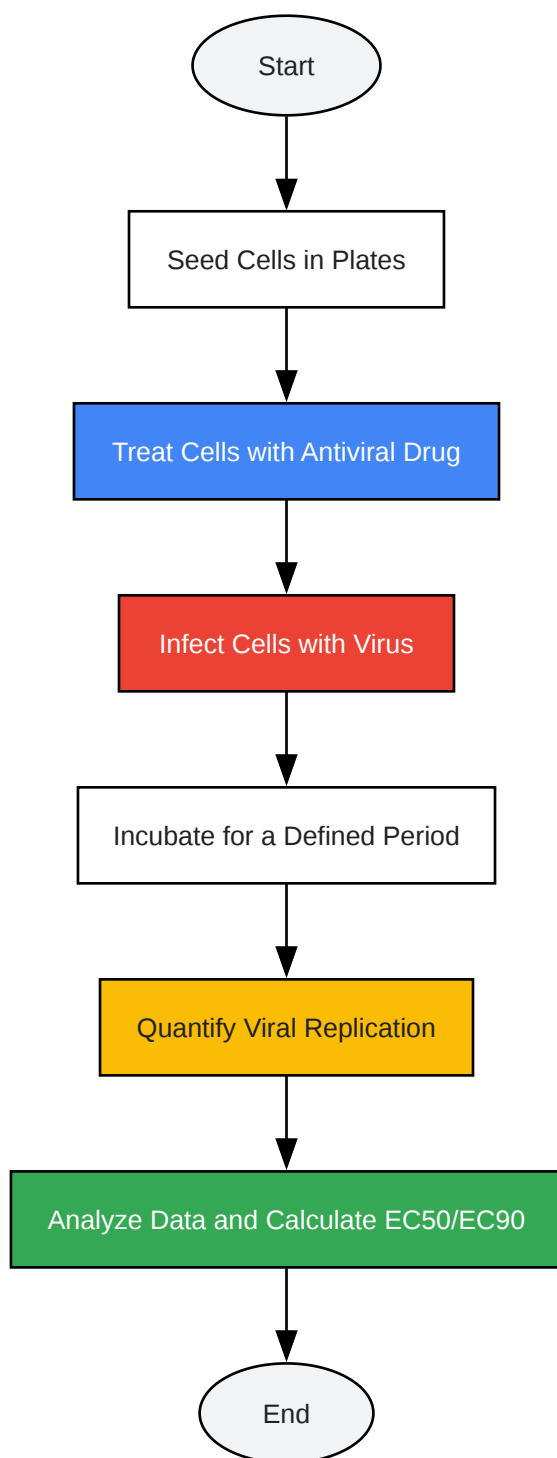 Start
Seed Cells in Plates
Treat Cells with Antiviral Drug
Infect Cells with Virus
Incubate for a Defined Period
Quantify Viral Replication
Analyze Data and Calculate EC50/EC90
End